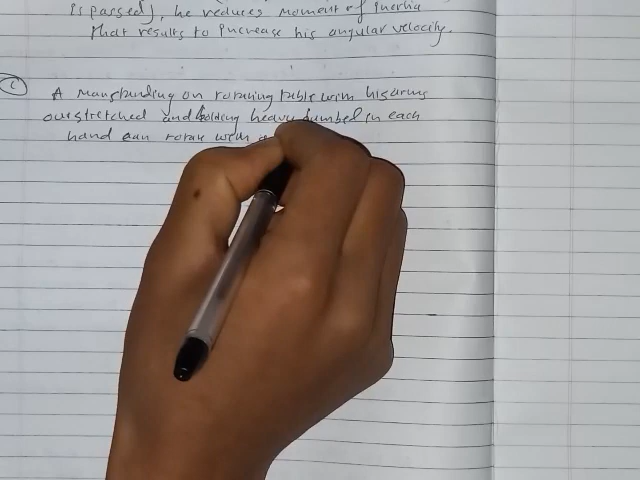 is passed), he reduces moment of inertia
that results to increase his angular velocity.
c
A man standing on rotating table with his arms
outstretched and holding heavy dumbel in each
hand can rotate with